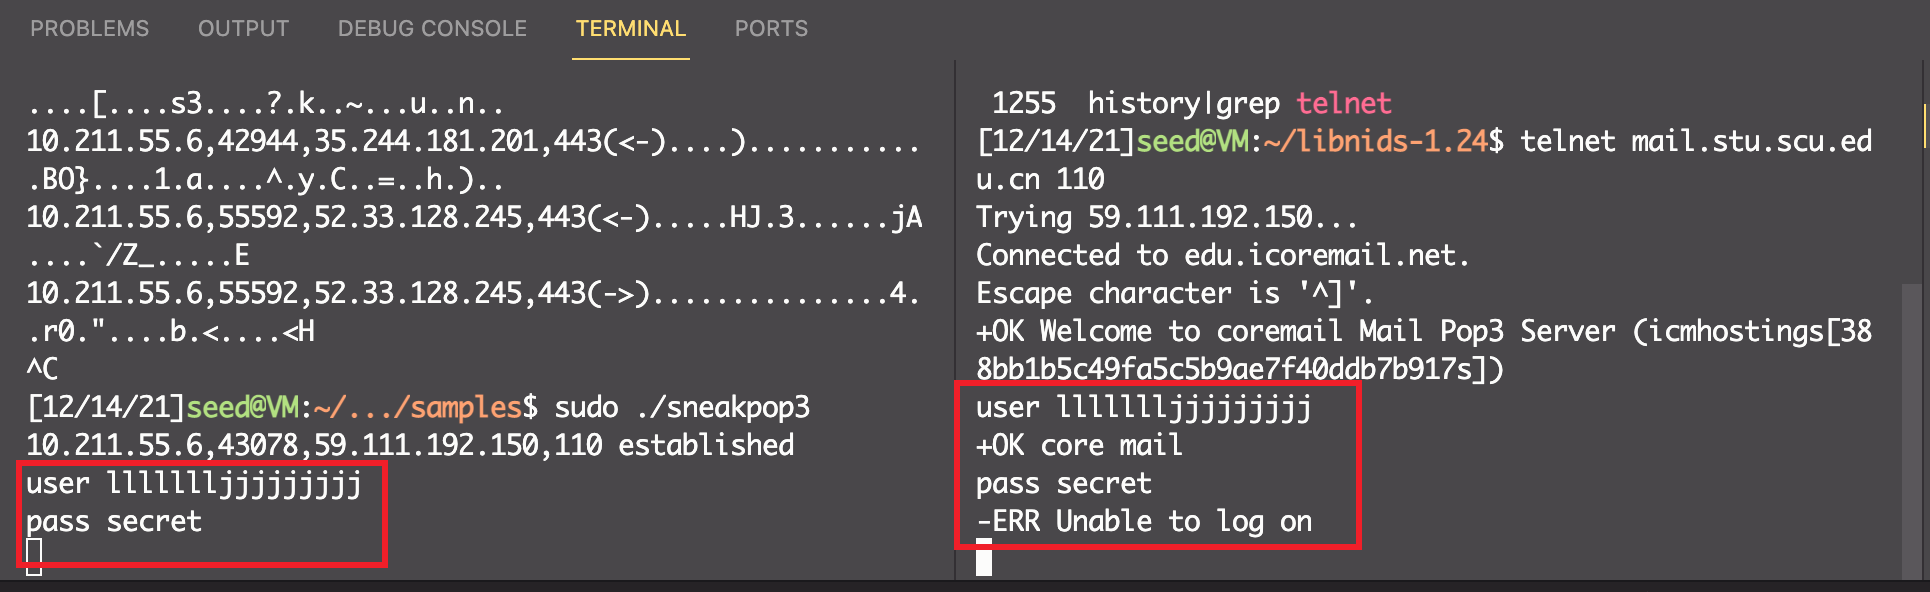 PROBLEMS OUTPUT DEBUG CONSOLE TERMINAL PORTS
....[....s3....?.k..~...u..n..
10.211.55.6,42944,35.244.181.201,443(<-)....)...........
.BO}....1.a....^.y.C..=..h.)..
10.211.55.6,55592,52.33.128.245,443(<-).....HJ.3......jA
....`/Z_.....E
10.211.55.6,55592,52.33.128.245,443(->)...............4.
.r0."....b.<....<H
^C
[12/14/21]seed@VM:~/.../samples$ sudo ./sneakpop3
10.211.55.6,43078,59.111.192.150,110 established
user llllllljjjjjjjjj
pass secret
1255  history|grep telnet
[12/14/21]seed@VM:~/libnids-1.24$ telnet mail.stu.scu.ed
u.cn 110
Trying 59.111.192.150...
Connected to edu.icoremail.net.
Escape character is '^]'.
+OK Welcome to coremail Mail Pop3 Server (icmhostings[38
8bb1b5c49fa5c5b9ae7f40ddb7b917s])
user llllllljjjjjjjjj
+OK core mail
pass secret
-ERR Unable to log on